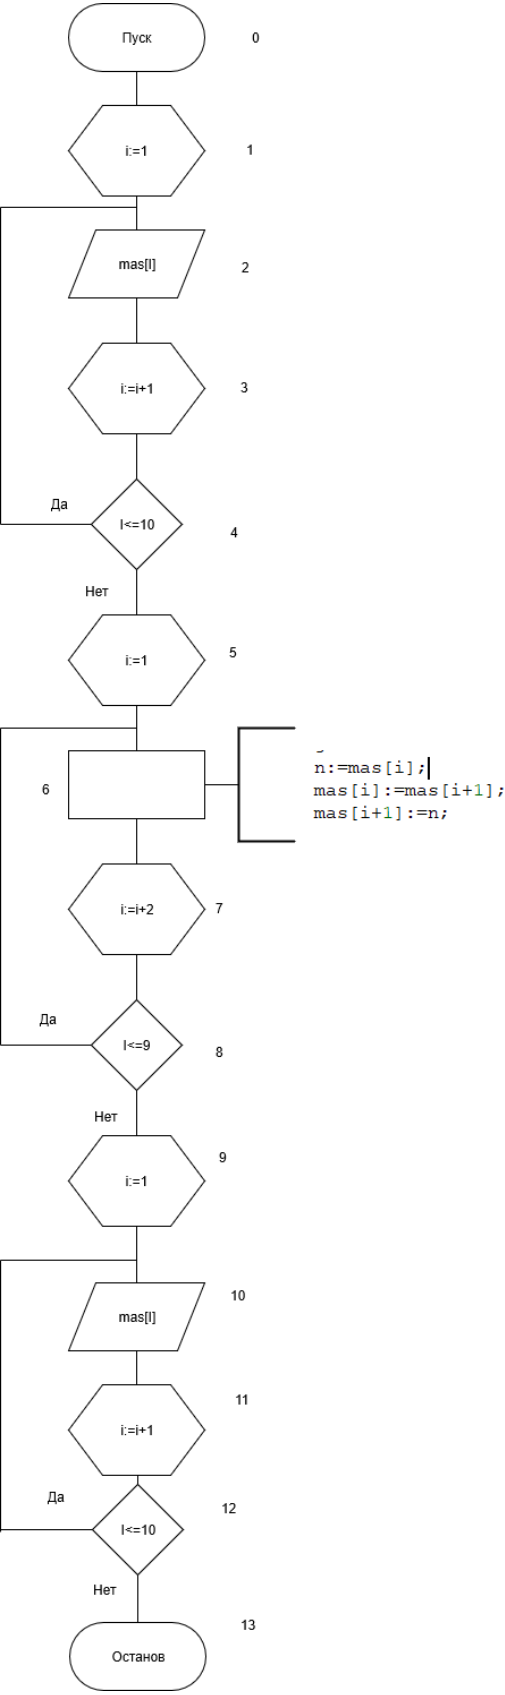 Пуск
0
i:=1
1
mas[I]
2
i:=i+1
3
Да
I<=10
4
Нет
i:=1
5
6
n:=mas[i];
mas[i]:=mas[i+1];
mas[i+1]:=n;
i:=i+2
7
Да
I<=9
8
Нет
i:=1
9
mas[I]
10
i:=i+1
11
Да
I<=10
12
Нет
Останов
13